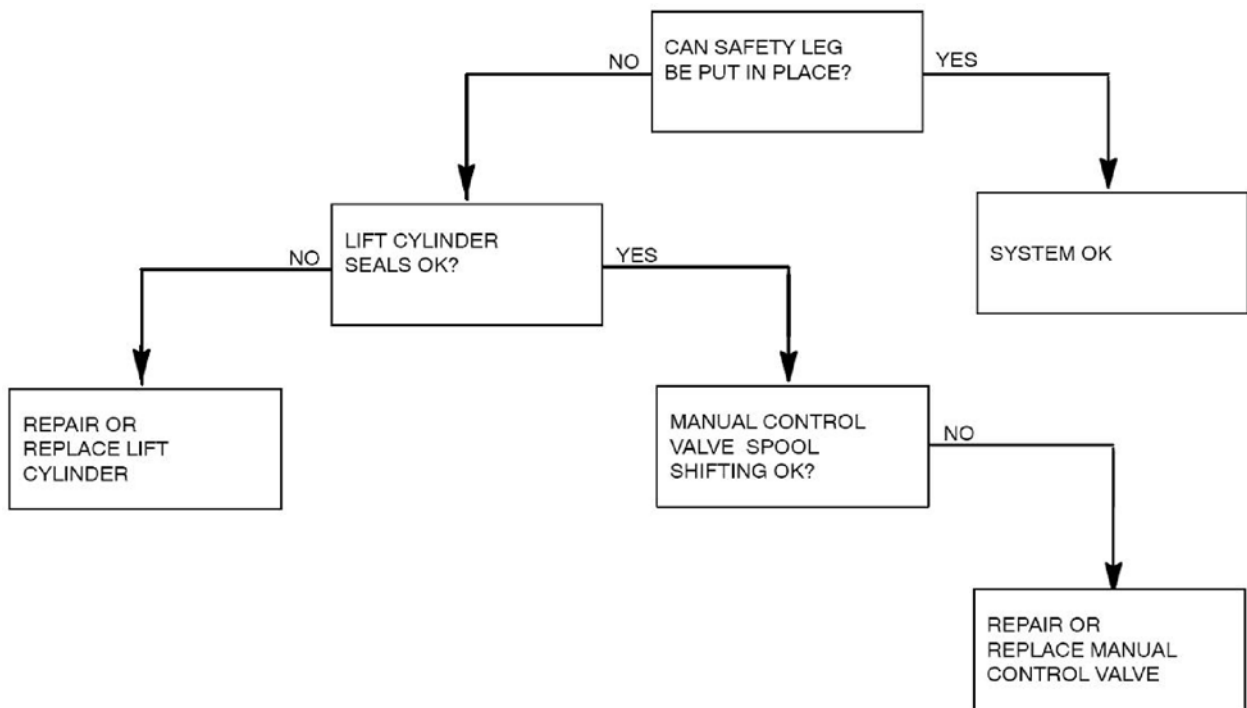 CAN SAFETY LEG
BE PUT IN PLACE?
NO
YES
LIFT CYLINDER
SEALS OK?
NO
YES
SYSTEM OK
REPAIR OR
REPLACE LIFT
CYLINDER
MANUAL CONTROL
VALVE SPOOL
SHIFTING OK?
NO
REPAIR OR
REPLACE MANUAL
CONTROL VALVE